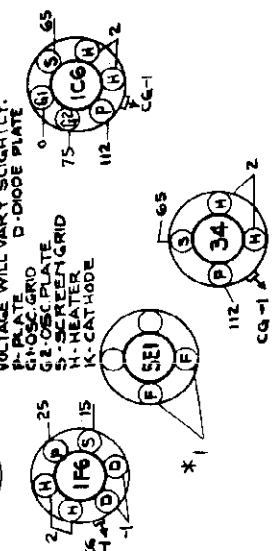 VOLTAGE WILL VARY SLIGHTLY.
P-PLATE D-DIODE PLATE
G1-OSC. GRID
G2-OSC. PLATE
S-SCREEN GRID
H-HEATER
K-CATHODE
65
2
0
G1
S
H
1C6
H
G2
P
75
112
CG-1
25
2
15
H
P
S
1F6
H
D
D
-1
5E1
F
F
*1
65
S
H
34
P
H
2
112
CG-1